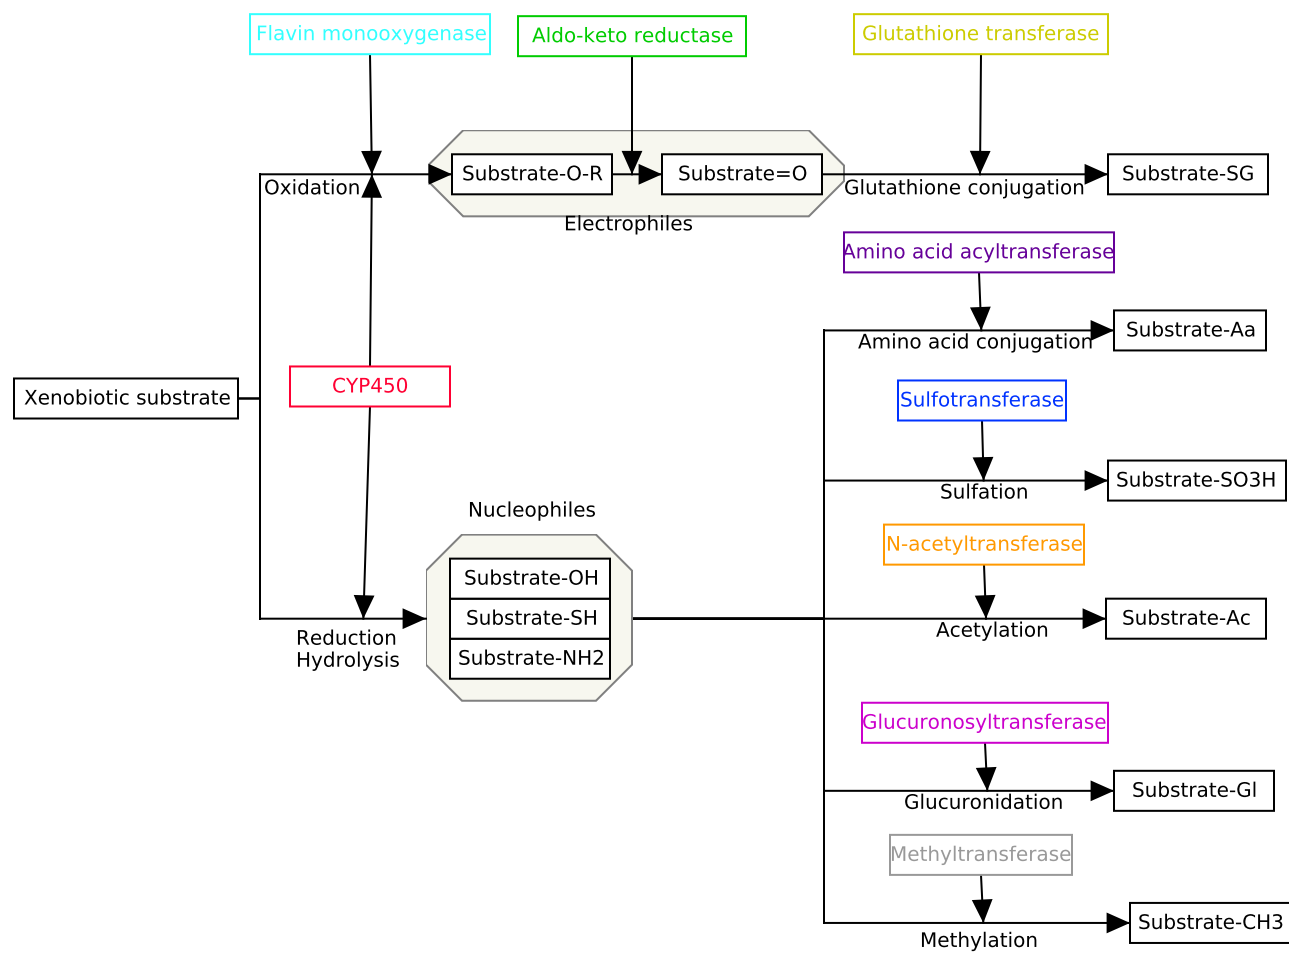 Flavin monooxygenase
Aldo-keto reductase
Glutathione transferase
Substrate-O-R
Substrate=O
Substrate-SG
Oxidation
Glutathione conjugation
Electrophiles
Amino acid acyltransferase
Substrate-Aa
Amino acid conjugation
CYP450
Xenobiotic substrate
Sulfotransferase
Substrate-SO3H
Sulfation
Nucleophiles
N-acetyltransferase
Substrate-OH
Substrate-SH
Substrate-NH2
Substrate-Ac
Acetylation
Reduction
Hydrolysis
Glucuronosyltransferase
Substrate-Gl
Glucuronidation
Methyltransferase
Substrate-CH3
Methylation